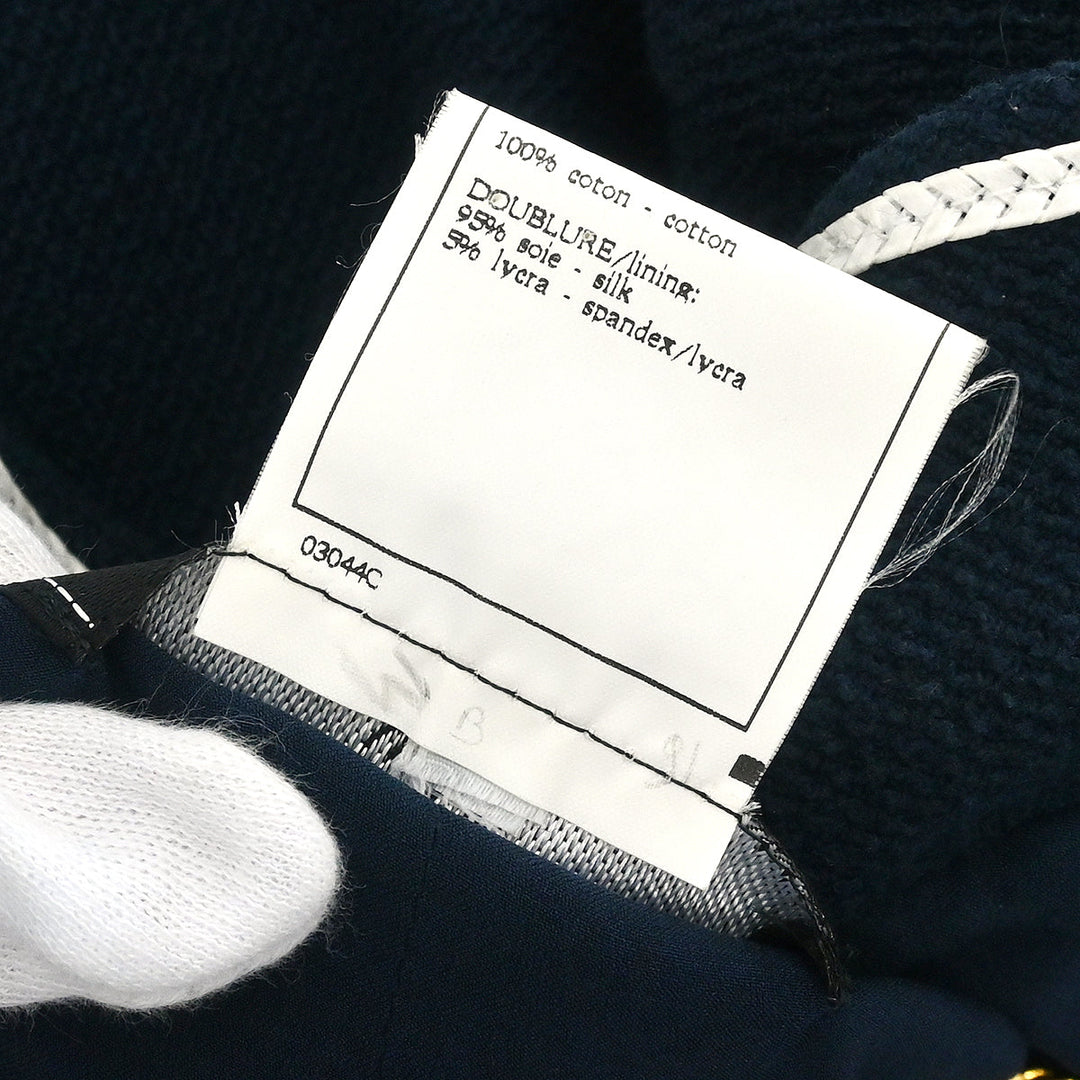 100% coton - cotton
DOUBLURE/lining:
95% soie - silk
5% lycra - spandex/lycra
03044C
B